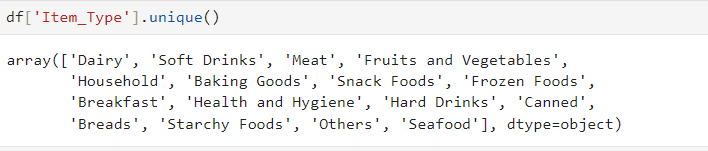 df['Item_Type'].unique()
array(['Dairy', 'Soft Drinks', 'Meat', 'Fruits and Vegetables',
'Household', 'Baking Goods', 'Snack Foods', 'Frozen Foods',
'Breakfast', 'Health and Hygiene', 'Hard Drinks', 'Canned',
'Breads', 'Starchy Foods', 'Others', 'Seafood'], dtype=object)